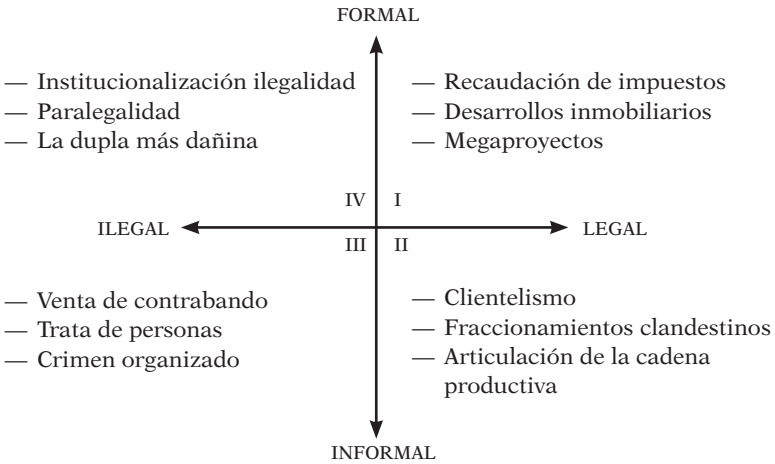 FORMAL
— Institucionalización ilegalidad
— Paralegalidad
— La dupla más dañina
— Recaudación de impuestos
— Desarrollos inmobiliarios
— Megaproyectos
IV I
ILEGAL LEGAL
III II
— Venta de contrabando
— Trata de personas
— Crimen organizado
— Clientelismo
— Fraccionamientos clandestinos
— Articulación de la cadena
productiva
INFORMAL